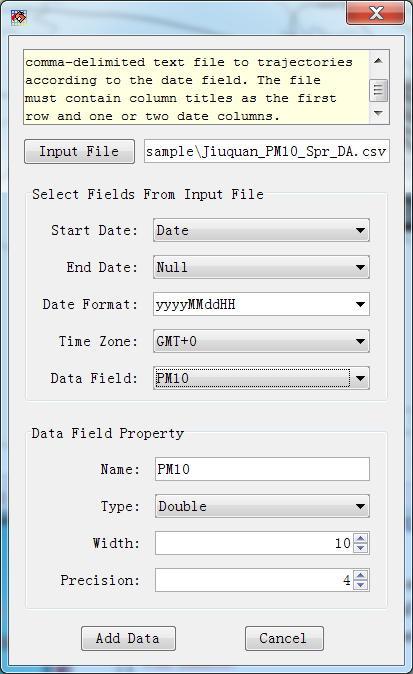 comma-delimited text file to trajectories
according to the date field. The file
must contain column titles as the first
row and one or two date columns.
Input File sample\Jiuquan_PM10_Spr_DA.csv
Select Fields From Input File
Start Date: Date
End Date: Null
Date Format: yyyyMMddHH
Time Zone: GMT+0
Data Field: PM10
Data Field Property
Name: PM10
Type: Double
Width: 10
Precision: 4
Add Data Cancel